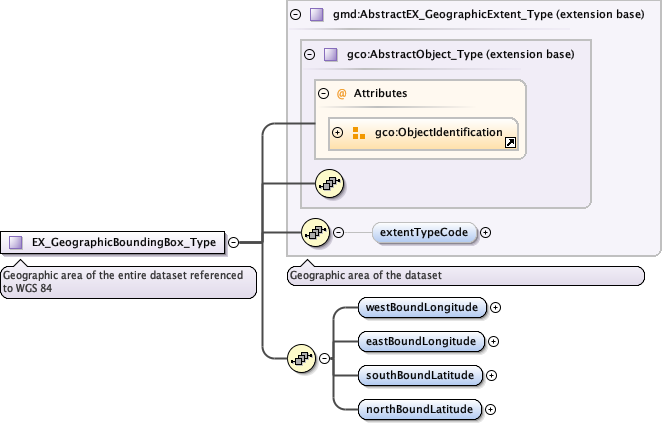 gmd:AbstractEX_GeographicExtent_Type (extension base)
gco:AbstractObject_Type (extension base)
@ Attributes
gco:ObjectIdentification
extentTypeCode
EX_GeographicBoundingBox_Type
Geographic area of the entire dataset referenced
to WGS 84
Geographic area of the dataset
westBoundLongitude
eastBoundLongitude
southBoundLatitude
northBoundLatitude